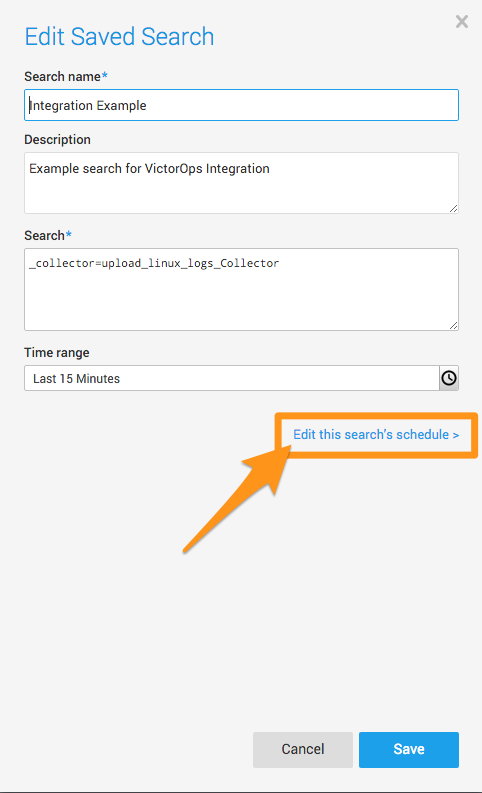 Edit Saved Search
Search name*
Integration Example
Description
Example search for VictorOps Integration
Search*
_collector=upload_linux_logs_Collector
Time range
Last 15 Minutes
Edit this search's schedule >
Cancel
Save